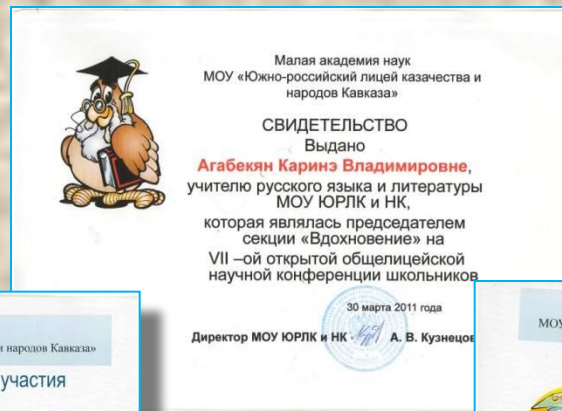 Малая академия наук
МОУ «Южно-российский лицей казачества и
народов Кавказа»
СВИДЕТЕЛЬСТВО
Выдано
Агабекян Каринэ Владимировне,
учителю русского языка и литературы
МОУ ЮРЛК и НК,
которая являлась председателем
секции «Вдохновение» на
VII –ой открытой общелицейской
научной конференции школьников
30 марта 2011 года
Директор МОУ ЮРЛК и НК А. В. Кузнецов
и народов Кавказа»
участия
МОУ